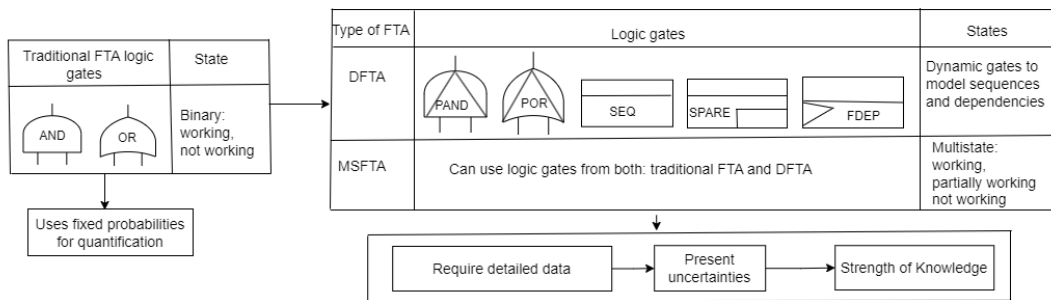 Traditional FTA logic
gates
State
AND
OR
Binary:
working,
not working
Uses fixed probabilities
for quantification
Type of FTA
Logic gates
States
DFTA
PAND
POR
SEQ
SPARE
FDEP
Dynamic gates to
model sequences
and dependencies
MSFTA
Can use logic gates from both: traditional FTA and DFTA
Multistate:
working,
partially working
not working
Require detailed data
Present
uncertainties
Strength of Knowledge